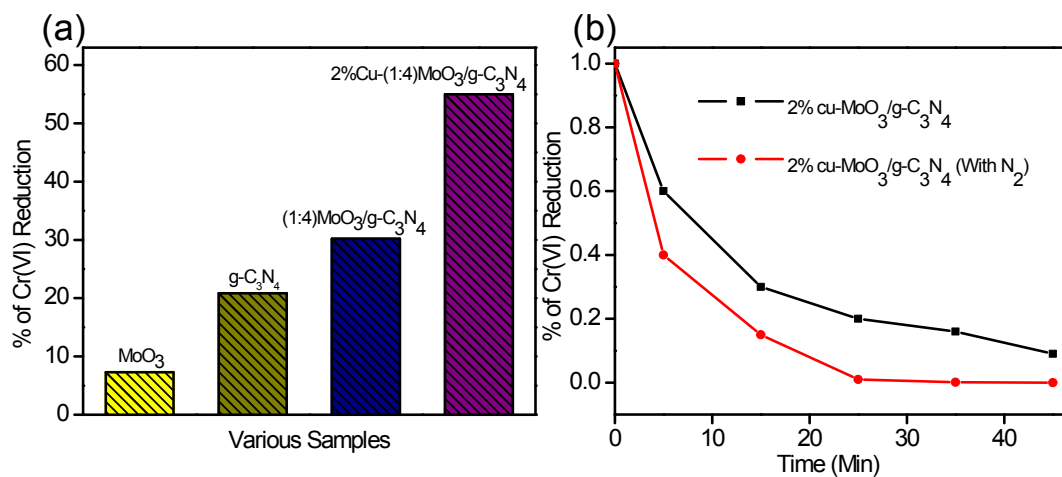 (a)
% of Cr(VI) Reduction
60
50
40
30
20
10
0
MoO₃
g-C₃N₄
(1:4)MoO₃/g-C₃N₄
2%Cu-(1:4)MoO₃/g-C₃N₄
Various Samples
(b)
% of Cr(VI) Reduction
1.0
0.8
0.6
0.4
0.2
0.0
2% cu-MoO₃/g-C₃N₄
2% cu-MoO₃/g-C₃N₄ (With N₂)
0 10 20 30 40
Time (Min)